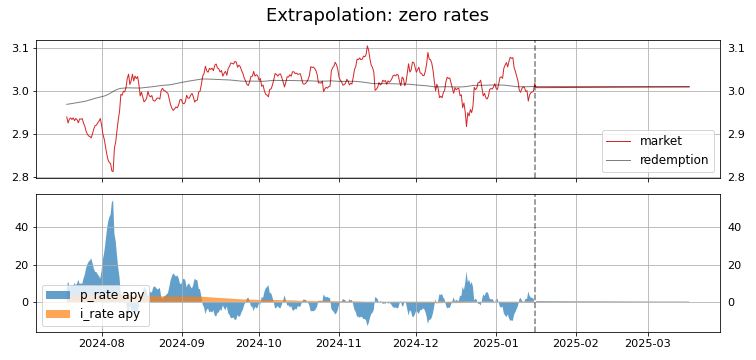 Extrapolation: zero rates
3.1 3.1
3.0 3.0
2.9 2.9
2.8 2.8
market
redemption
40 40
20 20
0 0
p_rate apy
i_rate apy
2024-08 2024-09 2024-10 2024-11 2024-12 2025-01 2025-02 2025-03